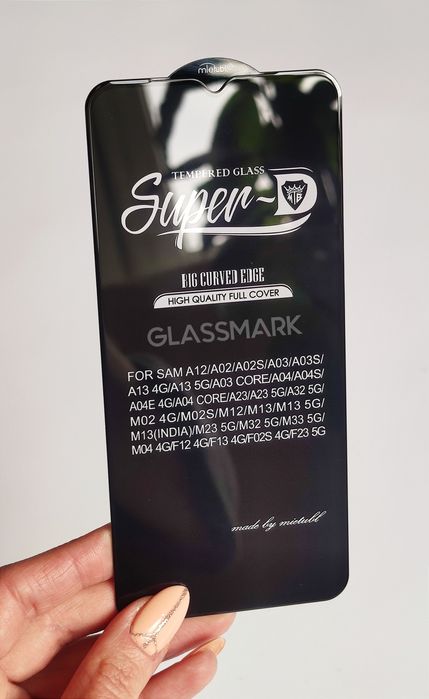 mietubl
TEMPERED GLASS
Super-D
MTB
BIG CURVED EDGE
HIGH QUALITY FULL COVER
GLASSMARK
FOR SAM A12/A02/A02S/A03/A03S/
A13 4G/A13 5G/A03 CORE/A04/A04S/
A04E 4G/A04 CORE/A23/A23 5G/A32 5G/
M02 4G/M02S/M12/M13/M13 5G/
M13(INDIA)/M23 5G/M32 5G/M33 5G/
M04 4G/F12 4G/F13 4G/F02S 4G/F23 5G
made by mietubl